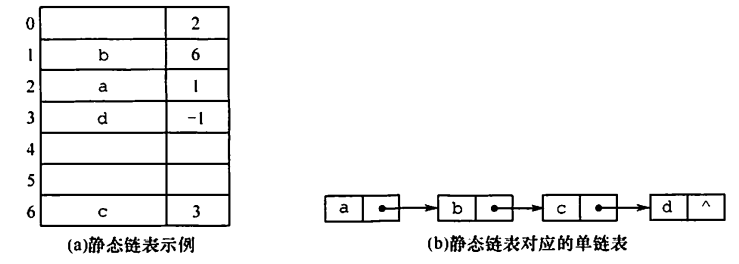 0 2
1 b 6
2 a 1
3 d -1
4
5
6 c 3
a b c d ^
(a)静态链表示例
(b)静态链表对应的单链表